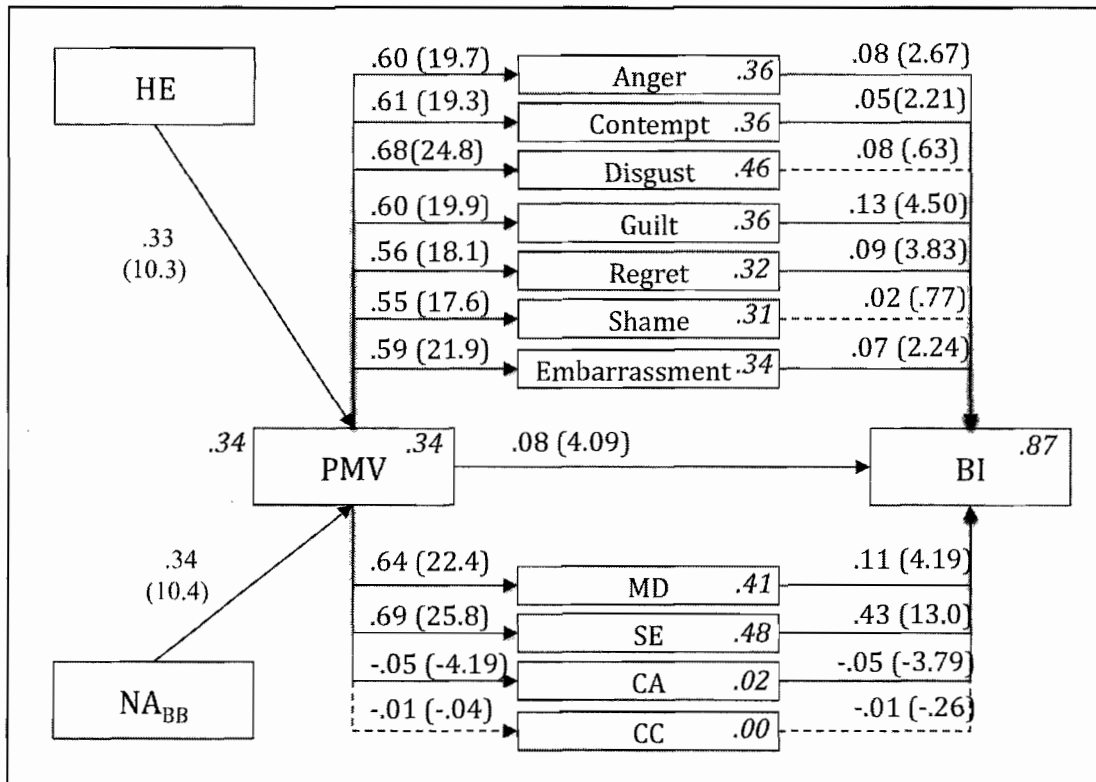 HE
.60 (19.7)
Anger .36
.08 (2.67)
.61 (19.3)
Contempt .36
.05(2.21)
.68(24.8)
Disgust .46
.08 (.63)
.60 (19.9)
Guilt .36
.13 (4.50)
.56 (18.1)
Regret .32
.09 (3.83)
.55 (17.6)
Shame .31
.02 (.77)
.59 (21.9)
Embarrassment .34
.07 (2.24)
.33
(10.3)
.34
PMV .34
.08 (4.09)
BI .87
.34
(10.4)
.64 (22.4)
MD .41
.11 (4.19)
.69 (25.8)
SE .48
.43 (13.0)
-.05 (-4.19)
CA .02
-.05 (-3.79)
-.01 (-.04)
CC .00
-.01 (-.26)
NABB